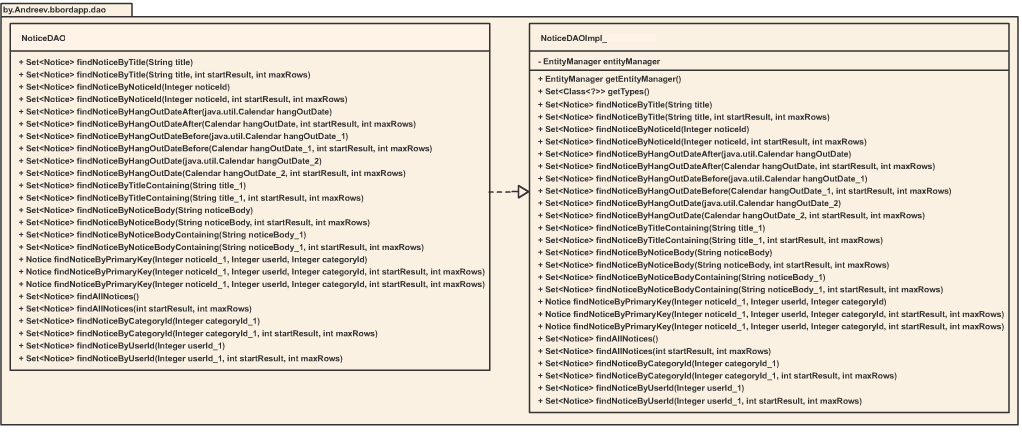 by.Andreev.bbordapp.dao
NoticeDAO
+ Set<Notice> findNoticeByTitle(String title)
+ Set<Notice> findNoticeByTitle(String title, int startResult, int maxRows)
+ Set<Notice> findNoticeByNoticeId(Integer noticeId)
+ Set<Notice> findNoticeByNoticeId(Integer noticeId, int startResult, int maxRows)
+ Set<Notice> findNoticeByHangOutDateAfter(java.util.Calendar hangOutDate)
+ Set<Notice> findNoticeByHangOutDateAfter(Calendar hangOutDate, int startResult, int maxRows)
+ Set<Notice> findNoticeByHangOutDateBefore(java.util.Calendar hangOutDate_1)
+ Set<Notice> findNoticeByHangOutDateBefore(Calendar hangOutDate_1, int startResult, int maxRows)
+ Set<Notice> findNoticeByHangOutDate(java.util.Calendar hangOutDate_2)
+ Set<Notice> findNoticeByHangOutDate(Calendar hangOutDate_2, int startResult, int maxRows)
+ Set<Notice> findNoticeByTitleContaining(String title_1)
+ Set<Notice> findNoticeByTitleContaining(String title_1, int startResult, int maxRows)
+ Set<Notice> findNoticeByNoticeBody(String noticeBody)
+ Set<Notice> findNoticeByNoticeBody(String noticeBody, int startResult, int maxRows)
+ Set<Notice> findNoticeByNoticeBodyContaining(String noticeBody_1)
+ Set<Notice> findNoticeByNoticeBodyContaining(String noticeBody_1, int startResult, int maxRows)
+ Notice findNoticeByPrimaryKey(Integer noticeId_1, Integer userId, Integer categoryId)
+ Notice findNoticeByPrimaryKey(Integer noticeId_1, Integer userId, Integer categoryId, int startResult, int maxRows)
+ Notice findNoticeByPrimaryKey(Integer noticeId_1, Integer userId, Integer categoryId, int startResult, int maxRows)
+ Set<Notice> findAllNotices()
+ Set<Notice> findAllNotices(int startResult, int maxRows)
+ Set<Notice> findNoticeByCategoryId(Integer categoryId_1)
+ Set<Notice> findNoticeByCategoryId(Integer categoryId_1, int startResult, int maxRows)
+ Set<Notice> findNoticeByUserId(Integer userId_1)
+ Set<Notice> findNoticeByUserId(Integer userId_1, int startResult, int maxRows)
NoticeDAOImpl_
- EntityManager entityManager
+ EntityManager getEntityManager()
+ Set<Class<?>> getTypes()
+ Set<Notice> findNoticeByTitle(String title)
+ Set<Notice> findNoticeByTitle(String title, int startResult, int maxRows)
+ Set<Notice> findNoticeByNoticeId(Integer noticeId)
+ Set<Notice> findNoticeByNoticeId(Integer noticeId, int startResult, int maxRows)
+ Set<Notice> findNoticeByHangOutDateAfter(java.util.Calendar hangOutDate)
+ Set<Notice> findNoticeByHangOutDateAfter(Calendar hangOutDate, int startResult, int maxRows)
+ Set<Notice> findNoticeByHangOutDateBefore(java.util.Calendar hangOutDate_1)
+ Set<Notice> findNoticeByHangOutDateBefore(Calendar hangOutDate_1, int startResult, int maxRows)
+ Set<Notice> findNoticeByHangOutDate(java.util.Calendar hangOutDate_2)
+ Set<Notice> findNoticeByHangOutDate(Calendar hangOutDate_2, int startResult, int maxRows)
+ Set<Notice> findNoticeByTitleContaining(String title_1)
+ Set<Notice> findNoticeByTitleContaining(String title_1, int startResult, int maxRows)
+ Set<Notice> findNoticeByNoticeBody(String noticeBody)
+ Set<Notice> findNoticeByNoticeBody(String noticeBody, int startResult, int maxRows)
+ Set<Notice> findNoticeByNoticeBodyContaining(String noticeBody_1)
+ Set<Notice> findNoticeByNoticeBodyContaining(String noticeBody_1, int startResult, int maxRows)
+ Notice findNoticeByPrimaryKey(Integer noticeId_1, Integer userId, Integer categoryId)
+ Notice findNoticeByPrimaryKey(Integer noticeId_1, Integer userId, Integer categoryId, int startResult, int maxRows)
+ Notice findNoticeByPrimaryKey(Integer noticeId_1, Integer userId, Integer categoryId, int startResult, int maxRows)
+ Set<Notice> findAllNotices()
+ Set<Notice> findAllNotices(int startResult, int maxRows)
+ Set<Notice> findNoticeByCategoryId(Integer categoryId_1)
+ Set<Notice> findNoticeByCategoryId(Integer categoryId_1, int startResult, int maxRows)
+ Set<Notice> findNoticeByUserId(Integer userId_1)
+ Set<Notice> findNoticeByUserId(Integer userId_1, int startResult, int maxRows)